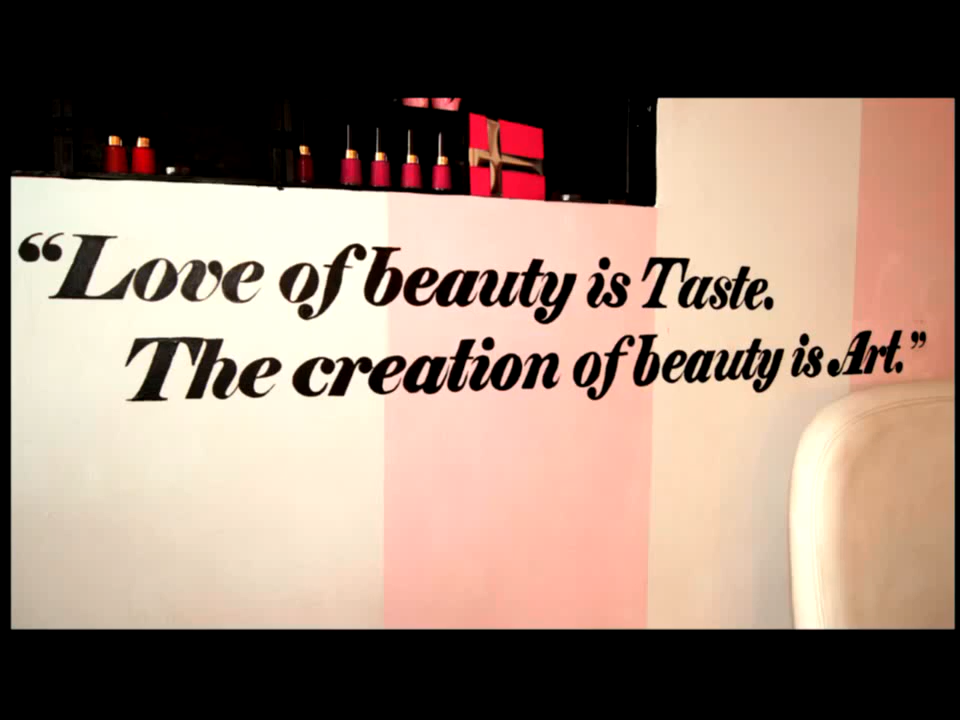 “Love of beauty is Taste.
The creation of beauty is Art.”